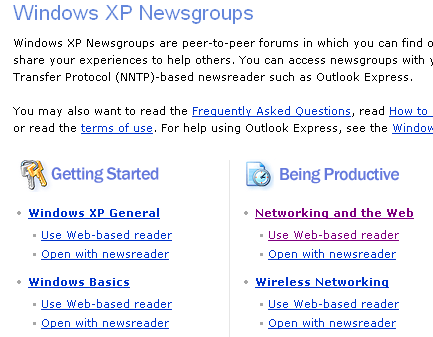 Windows XP Newsgroups
Windows XP Newsgroups are peer-to-peer forums in which you can find
share your experiences to help others. You can access newsgroups with
Transfer Protocol (NNTP)-based newsreader such as Outlook Express.
You may also want to read the Frequently Asked Questions, read How to
or read the terms of use. For help using Outlook Express, see the
Getting Started
Windows XP General
Use Web-based reader
Open with newsreader
Windows Basics
Use Web-based reader
Open with newsreader
Being Productive
Networking and the Web
Use Web-based reader
Open with newsreader
Wireless Networking
Use Web-based reader
Open with newsreader